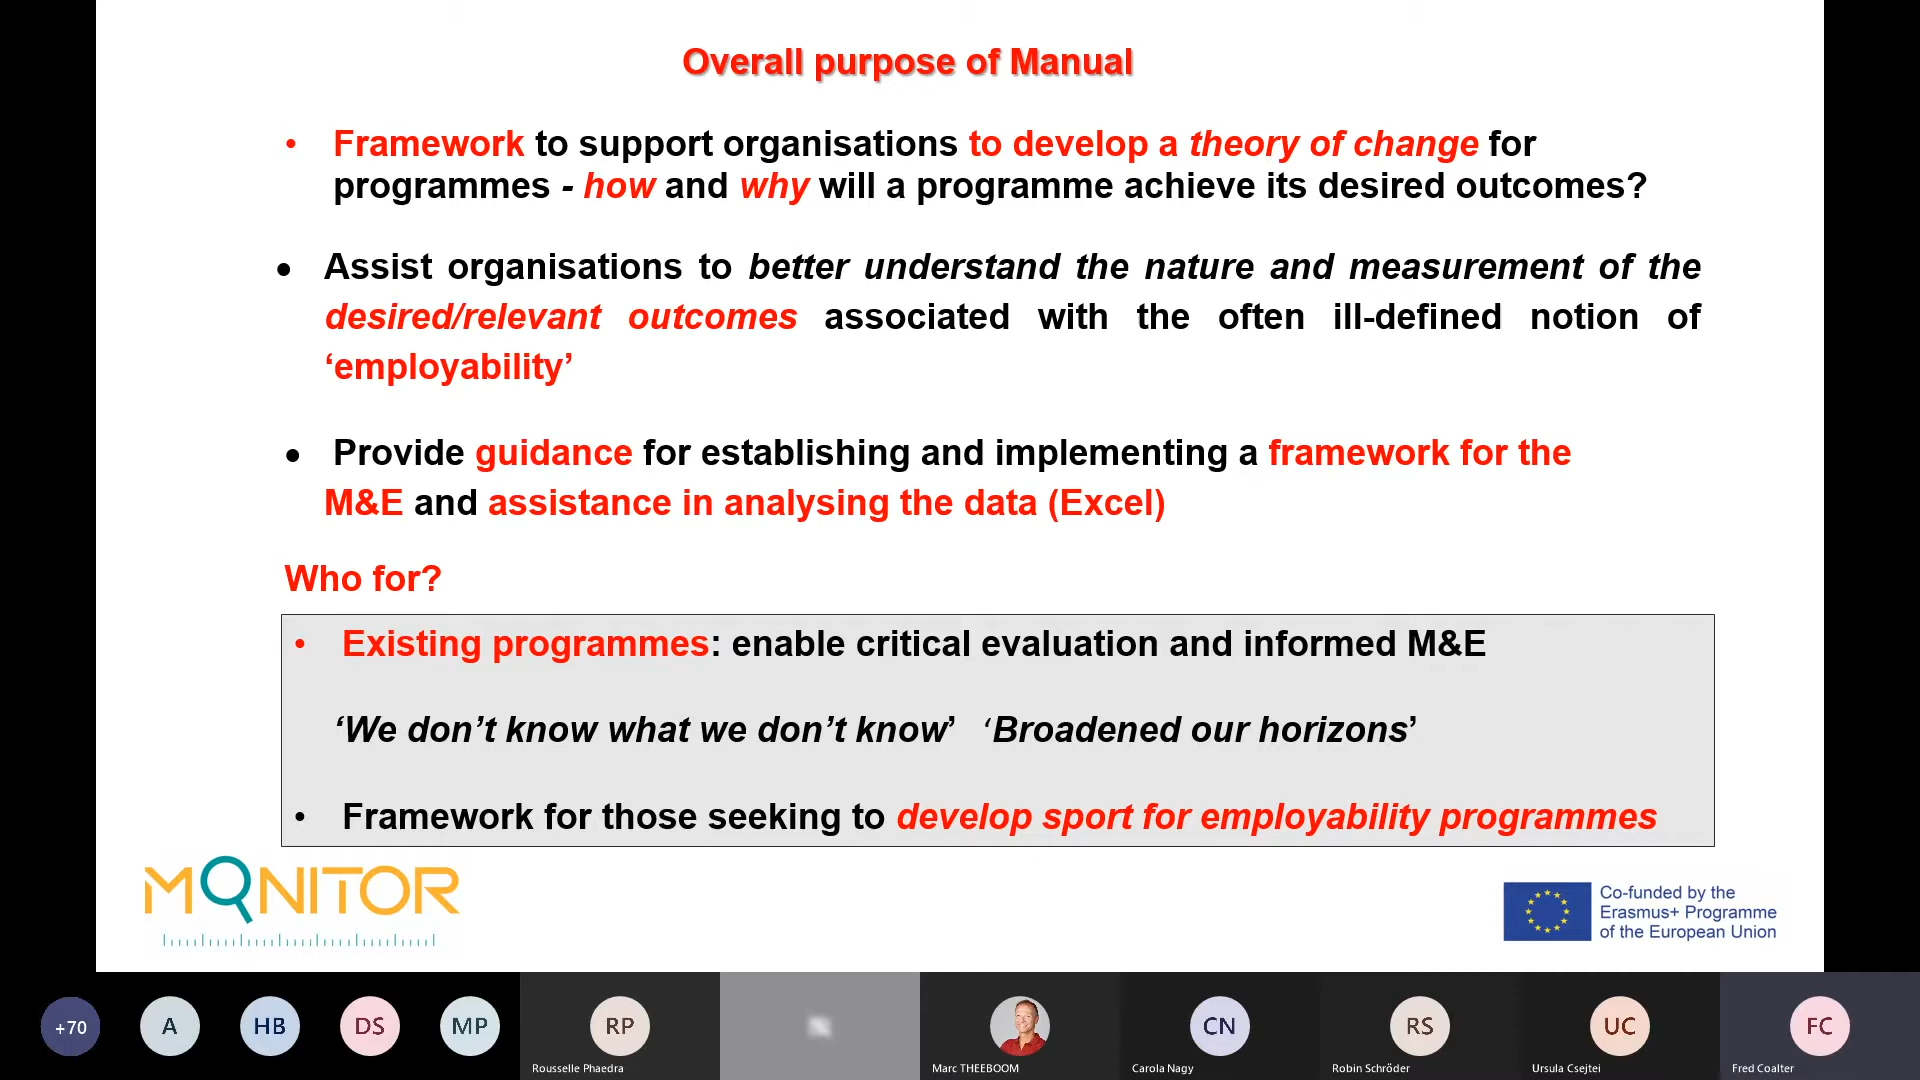 Overall purpose of Manual
• Framework to support organisations to develop a theory of change for
programmes - how and why will a programme achieve its desired outcomes?
● Assist organisations to better understand the nature and measurement of the
desired/relevant outcomes associated with the often ill-defined notion of
‘employability’
● Provide guidance for establishing and implementing a framework for the
M&E and assistance in analysing the data (Excel)
Who for?
• Existing programmes: enable critical evaluation and informed M&E
‘We don’t know what we don’t know’ ‘Broadened our horizons’
• Framework for those seeking to develop sport for employability programmes
MONITOR
Co-funded by the
Erasmus+ Programme
of the European Union
+70
A
HB
DS
MP
RP
CN
RS
UC
FC
Rousselle Phaedra
Marc THEEBOOM
Carola Nagy
Robin Schröder
Ursula Csejtei
Fred Coalter